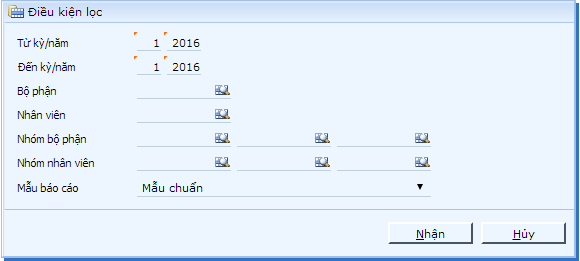 Điều kiện lọc
Từ kỳ/năm 1 2016
Đến kỳ/năm 1 2016
Bộ phận
Nhân viên
Nhóm bộ phận
Nhóm nhân viên
Mẫu báo cáo Mẫu chuẩn
Nhận Hủy